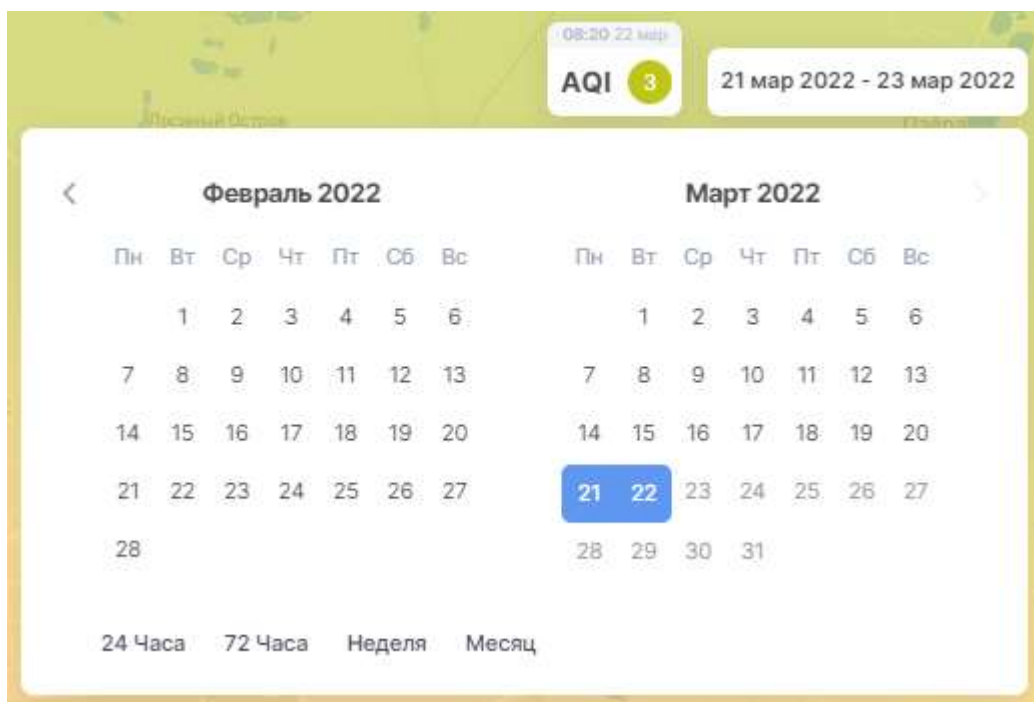 08:20 22 мар
AQI 3
21 мар 2022 - 23 мар 2022
Лосиный Остров
Февраль 2022
Пн Вт Ср Чт Пт Сб Вс
1 2 3 4 5 6
7 8 9 10 11 12 13
14 15 16 17 18 19 20
21 22 23 24 25 26 27
28
Март 2022
Пн Вт Ср Чт Пт Сб Вс
1 2 3 4 5 6
7 8 9 10 11 12 13
14 15 16 17 18 19 20
21 22 23 24 25 26 27
28 29 30 31
24 Часа 72 Часа Неделя Месяц